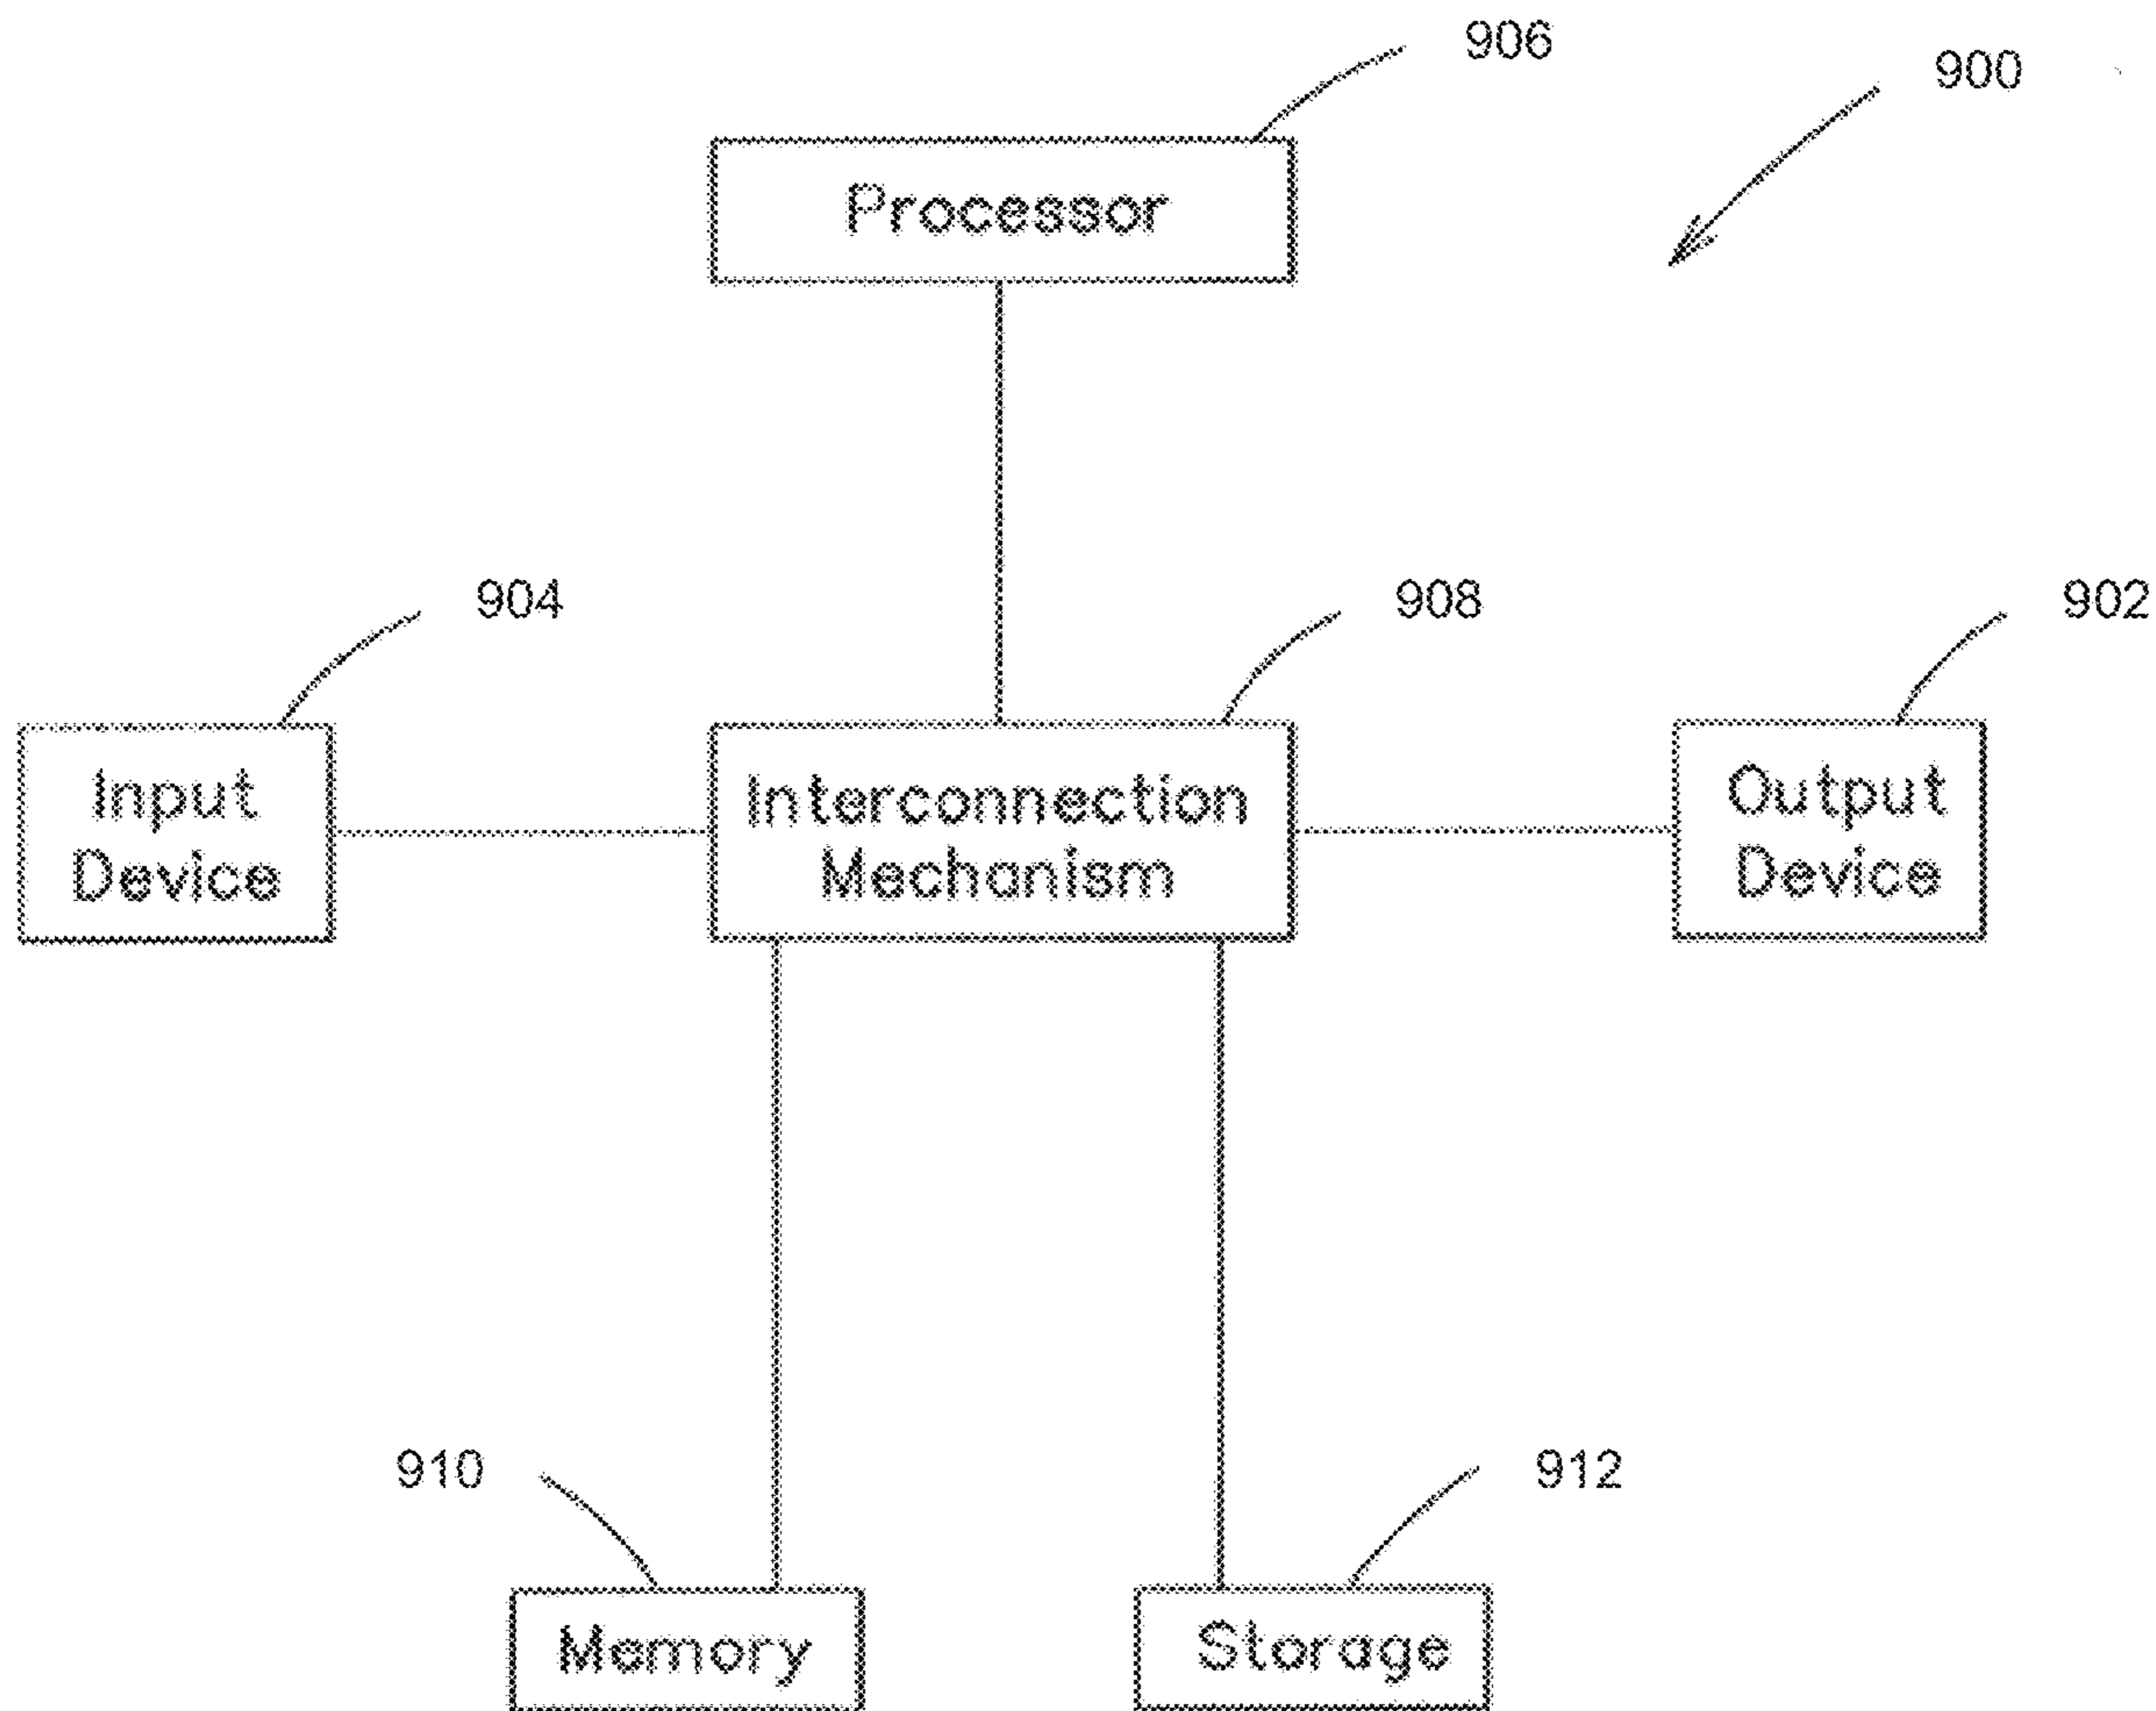 906
900
Processor
904
908
902
Input
Device
Interconnection
Mechanism
Output
Device
910
912
Memory
Storage